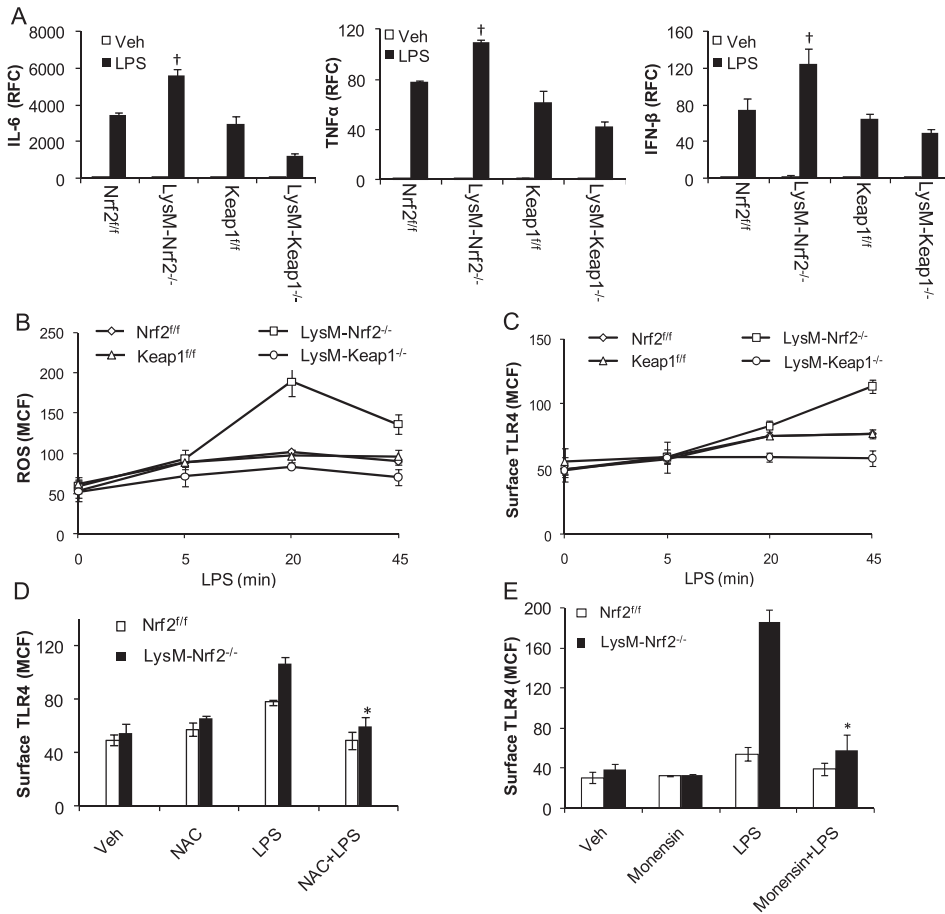 A
IL-6 (RFC)
8000
6000
4000
2000
0
Veh
LPS
†
Nrf2f/f
LysM-Nrf2-/-
Keap1f/f
LysM-Keap1-/-
TNFα (RFC)
120
80
40
0
Veh
LPS
†
Nrf2f/f
LysM-Nrf2-/-
Keap1f/f
LysM-Keap1-/-
IFN-β (RFC)
160
120
80
40
0
Veh
LPS
†
Nrf2f/f
LysM-Nrf2-/-
Keap1f/f
LysM-Keap1-/-
B
Nrf2f/f
LysM-Nrf2-/-
Keap1f/f
LysM-Keap1-/-
ROS (MCF)
250
200
150
100
50
0
0 5 20 45
LPS (min)
C
Nrf2f/f
LysM-Nrf2-/-
Keap1f/f
LysM-Keap1-/-
Surface TLR4 (MCF)
150
100
50
0
0 5 20 45
LPS (min)
D
Nrf2f/f
LysM-Nrf2-/-
Surface TLR4 (MCF)
120
80
40
0
*
Veh
NAC
LPS
NAC+LPS
E
Nrf2f/f
LysM-Nrf2-/-
Surface TLR4 (MCF)
200
160
120
80
40
0
*
Veh
Monensin
LPS
Monensin+LPS